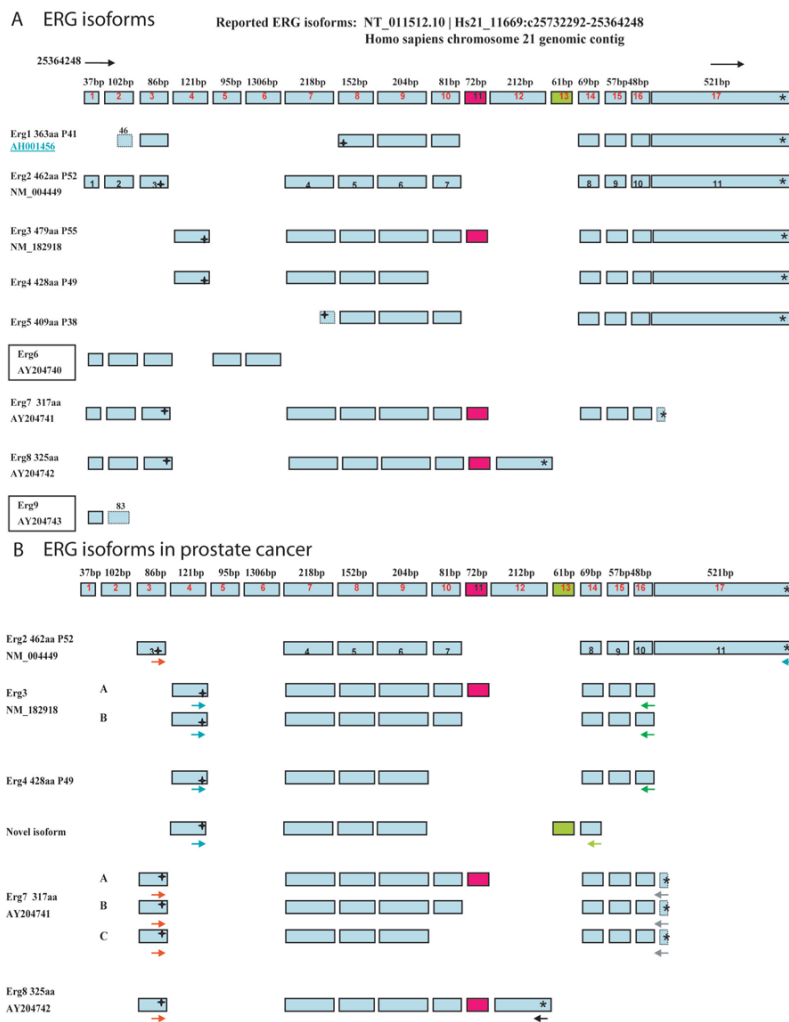 A ERG isoforms
Reported ERG isoforms: NT_011512.10 | Hs21_11669:c25732292-25364248
Homo sapiens chromosome 21 genomic contig
25364248
37bp 102bp 86bp 121bp 95bp 1306bp 218bp 152bp 204bp 81bp 72bp 212bp 61bp 69bp 57bp48bp 521bp
1 2 3 4 5 6 7 8 9 10 11 12 13 14 15 16 17 *
Erg1 363aa P41 46
AH001456 *
Erg2 462aa P52 1 2 3 4 5 6 7 8 9 10 11 *
NM_004449
Erg3 479aa P55 *
NM_182918
Erg4 428aa P49 *
Erg5 409aa P38 *
Erg6
AY204740
Erg7 317aa *
AY204741
Erg8 325aa *
AY204742
Erg9 83
AY204743
B ERG isoforms in prostate cancer
37bp 102bp 86bp 121bp 95bp 1306bp 218bp 152bp 204bp 81bp 72bp 212bp 61bp 69bp 57bp48bp 521bp
1 2 3 4 5 6 7 8 9 10 11 12 13 14 15 16 17 *
Erg2 462aa P52 3 4 5 6 7 8 9 10 11 *
NM_004449
Erg3 A
NM_182918 B
Erg4 428aa P49
Novel isoform
A *
Erg7 317aa
AY204741 B *
C *
Erg8 325aa *
AY204742